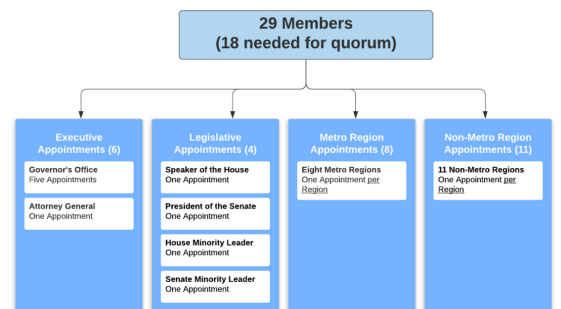 29 Members
(18 needed for quorum)
Executive
Appointments (6)
Governor's Office
Five Appointments
Attorney General
One Appointment
Legislative
Appointments (4)
Speaker of the House
One Appointment
President of the Senate
One Appointment
House Minority Leader
One Appointment
Senate Minority Leader
One Appointment
Metro Region
Appointments (8)
Eight Metro Regions
One Appointment per
Region
Non-Metro Region
Appointments (11)
11 Non-Metro Regions
One Appointment per
Region